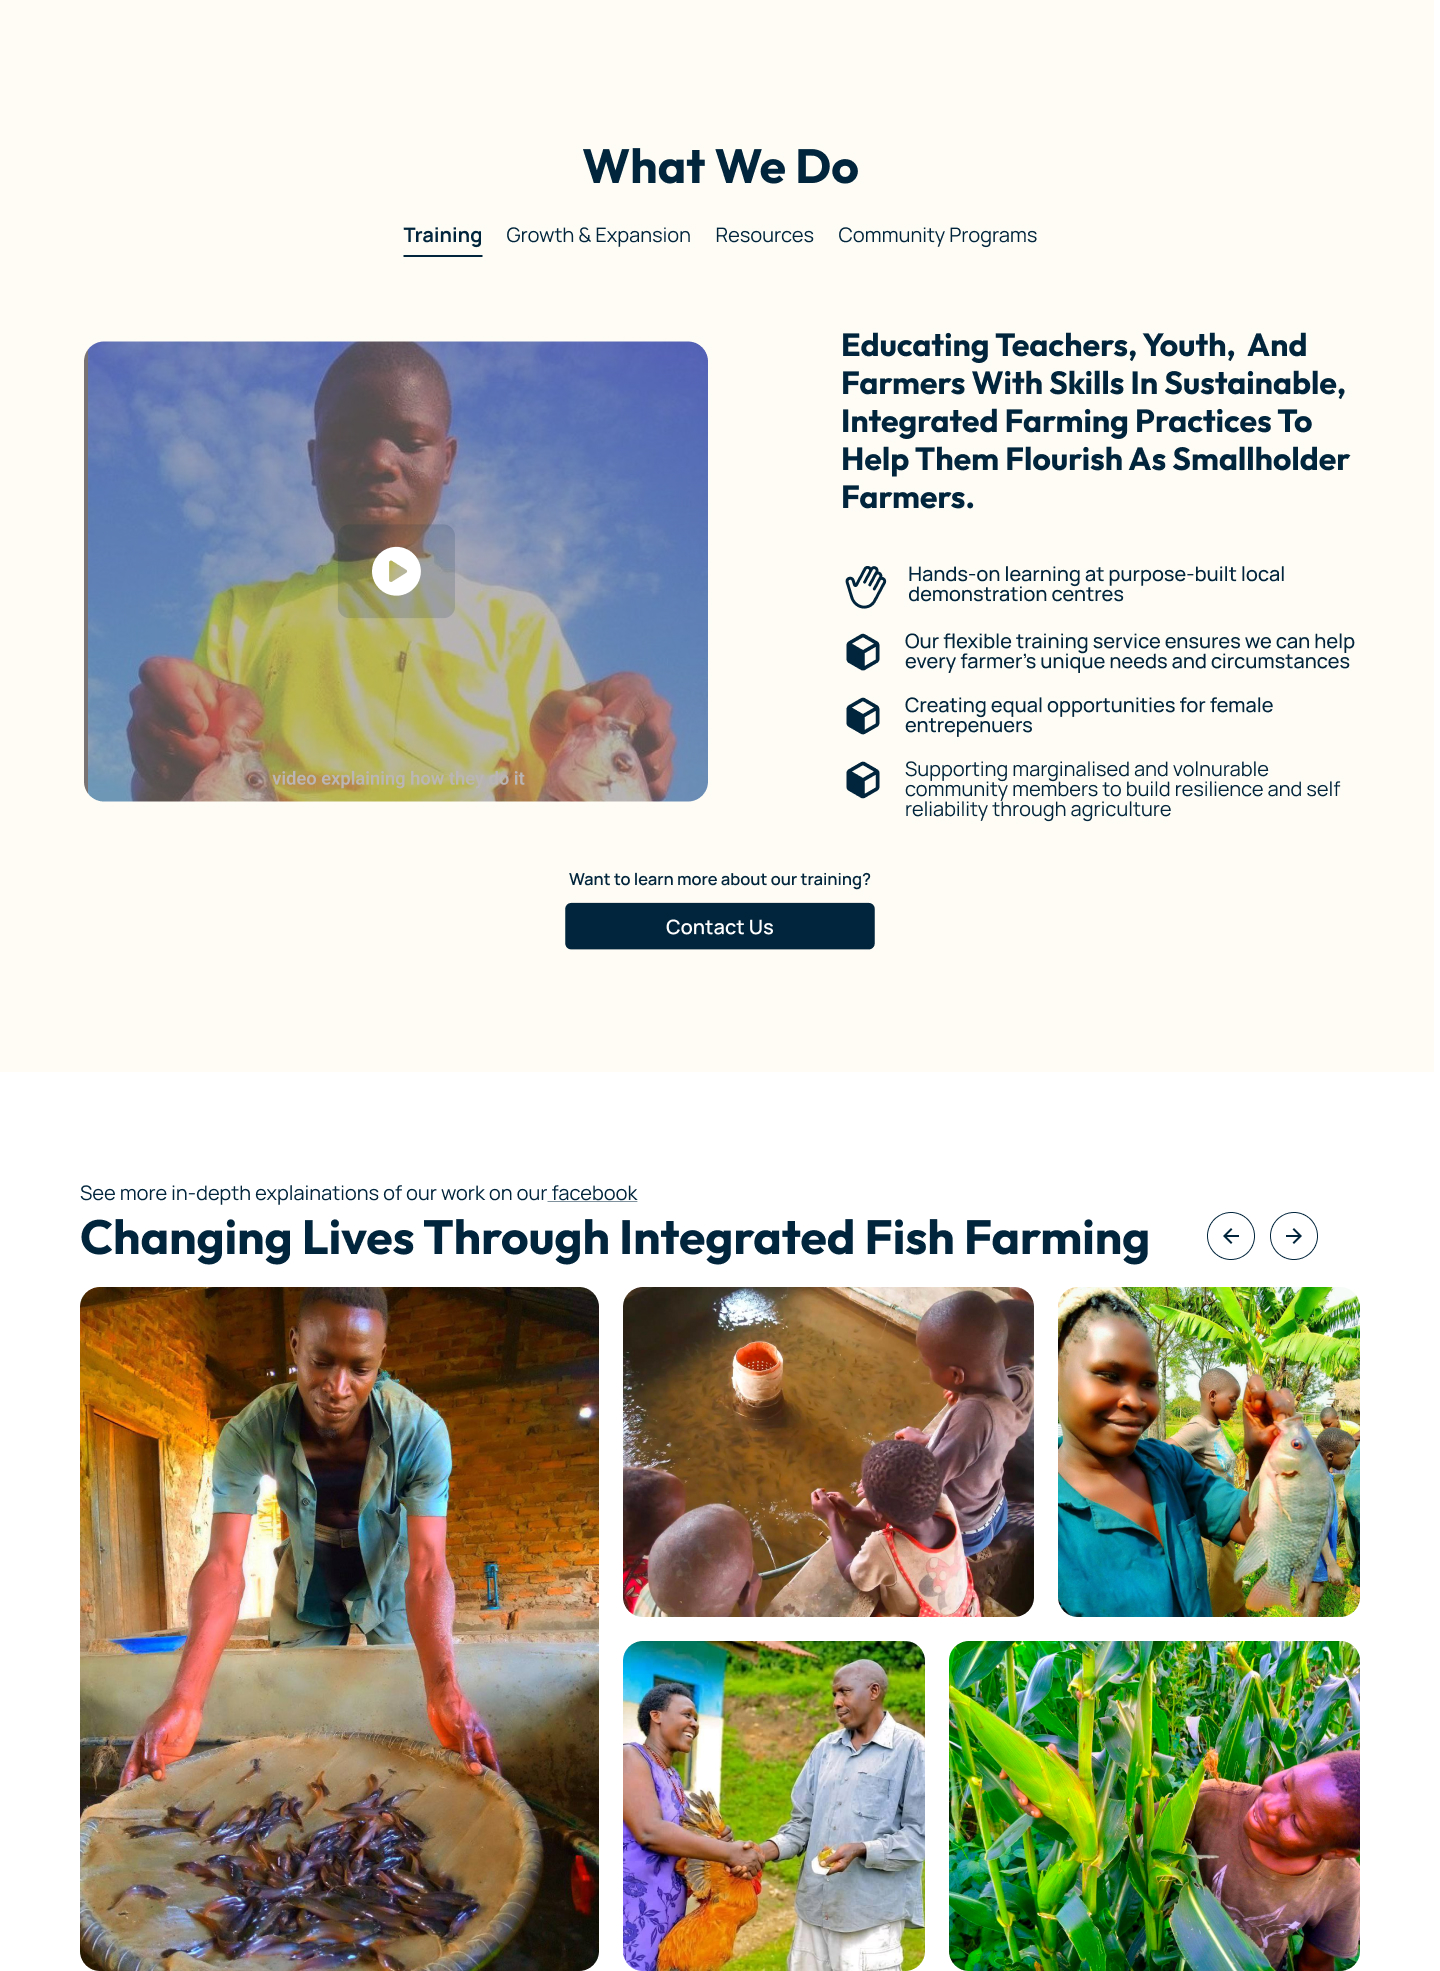 What We Do
Training
Growth & Expansion
Resources
Community Programs
Educating Teachers, Youth, And
Farmers With Skills In Sustainable,
Integrated Farming Practices To
Help Them Flourish As Smallholder
Farmers.
Hands-on learning at purpose-built local
demonstration centres
Our flexible training service ensures we can help
every farmer's unique needs and circumstances
Creating equal opportunities for female
entrepenuers
Supporting marginalised and volnurable
community members to build resilience and self
reliability through agriculture
video explaining how they do it
Want to learn more about our training?
Contact Us
See more in-depth explainations of our work on our facebook
Changing Lives Through Integrated Fish Farming